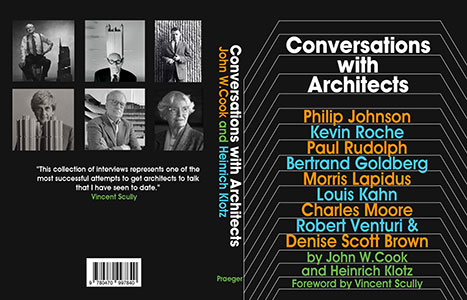 "This collection of interviews represents one of the
most successful attempts to get architects to talk
that I have seen to date."
Vincent Scully
9 780470 997840
Conversations with Architects
John W.Cook and Heinrich Klotz
Praeger
Conversations
with
Architects
Philip Johnson
Kevin Roche
Paul Rudolph
Bertrand Goldberg
Morris Lapidus
Louis Kahn
Charles Moore
Robert Venturi &
Denise Scott Brown
by John W.Cook
and Heinrich Klotz
Foreword by Vincent Scully